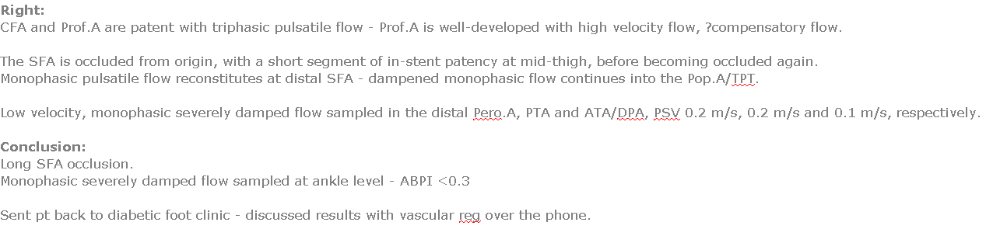 Right:
CFA and Prof.A are patent with triphasic pulsatile flow - Prof.A is well-developed with high velocity flow, ?compensatory flow.
The SFA is occluded from origin, with a short segment of in-stent patency at mid-thigh, before becoming occluded again.
Monophasic pulsatile flow reconstitutes at distal SFA - dampened monophasic flow continues into the Pop.A/TPT.
Low velocity, monophasic severely damped flow sampled in the distal Pero.A, PTA and ATA/DPA, PSV 0.2 m/s, 0.2 m/s and 0.1 m/s, respectively.
Conclusion:
Long SFA occlusion.
Monophasic severely damped flow sampled at ankle level - ABPI <0.3
Sent pt back to diabetic foot clinic - discussed results with vascular reg over the phone.